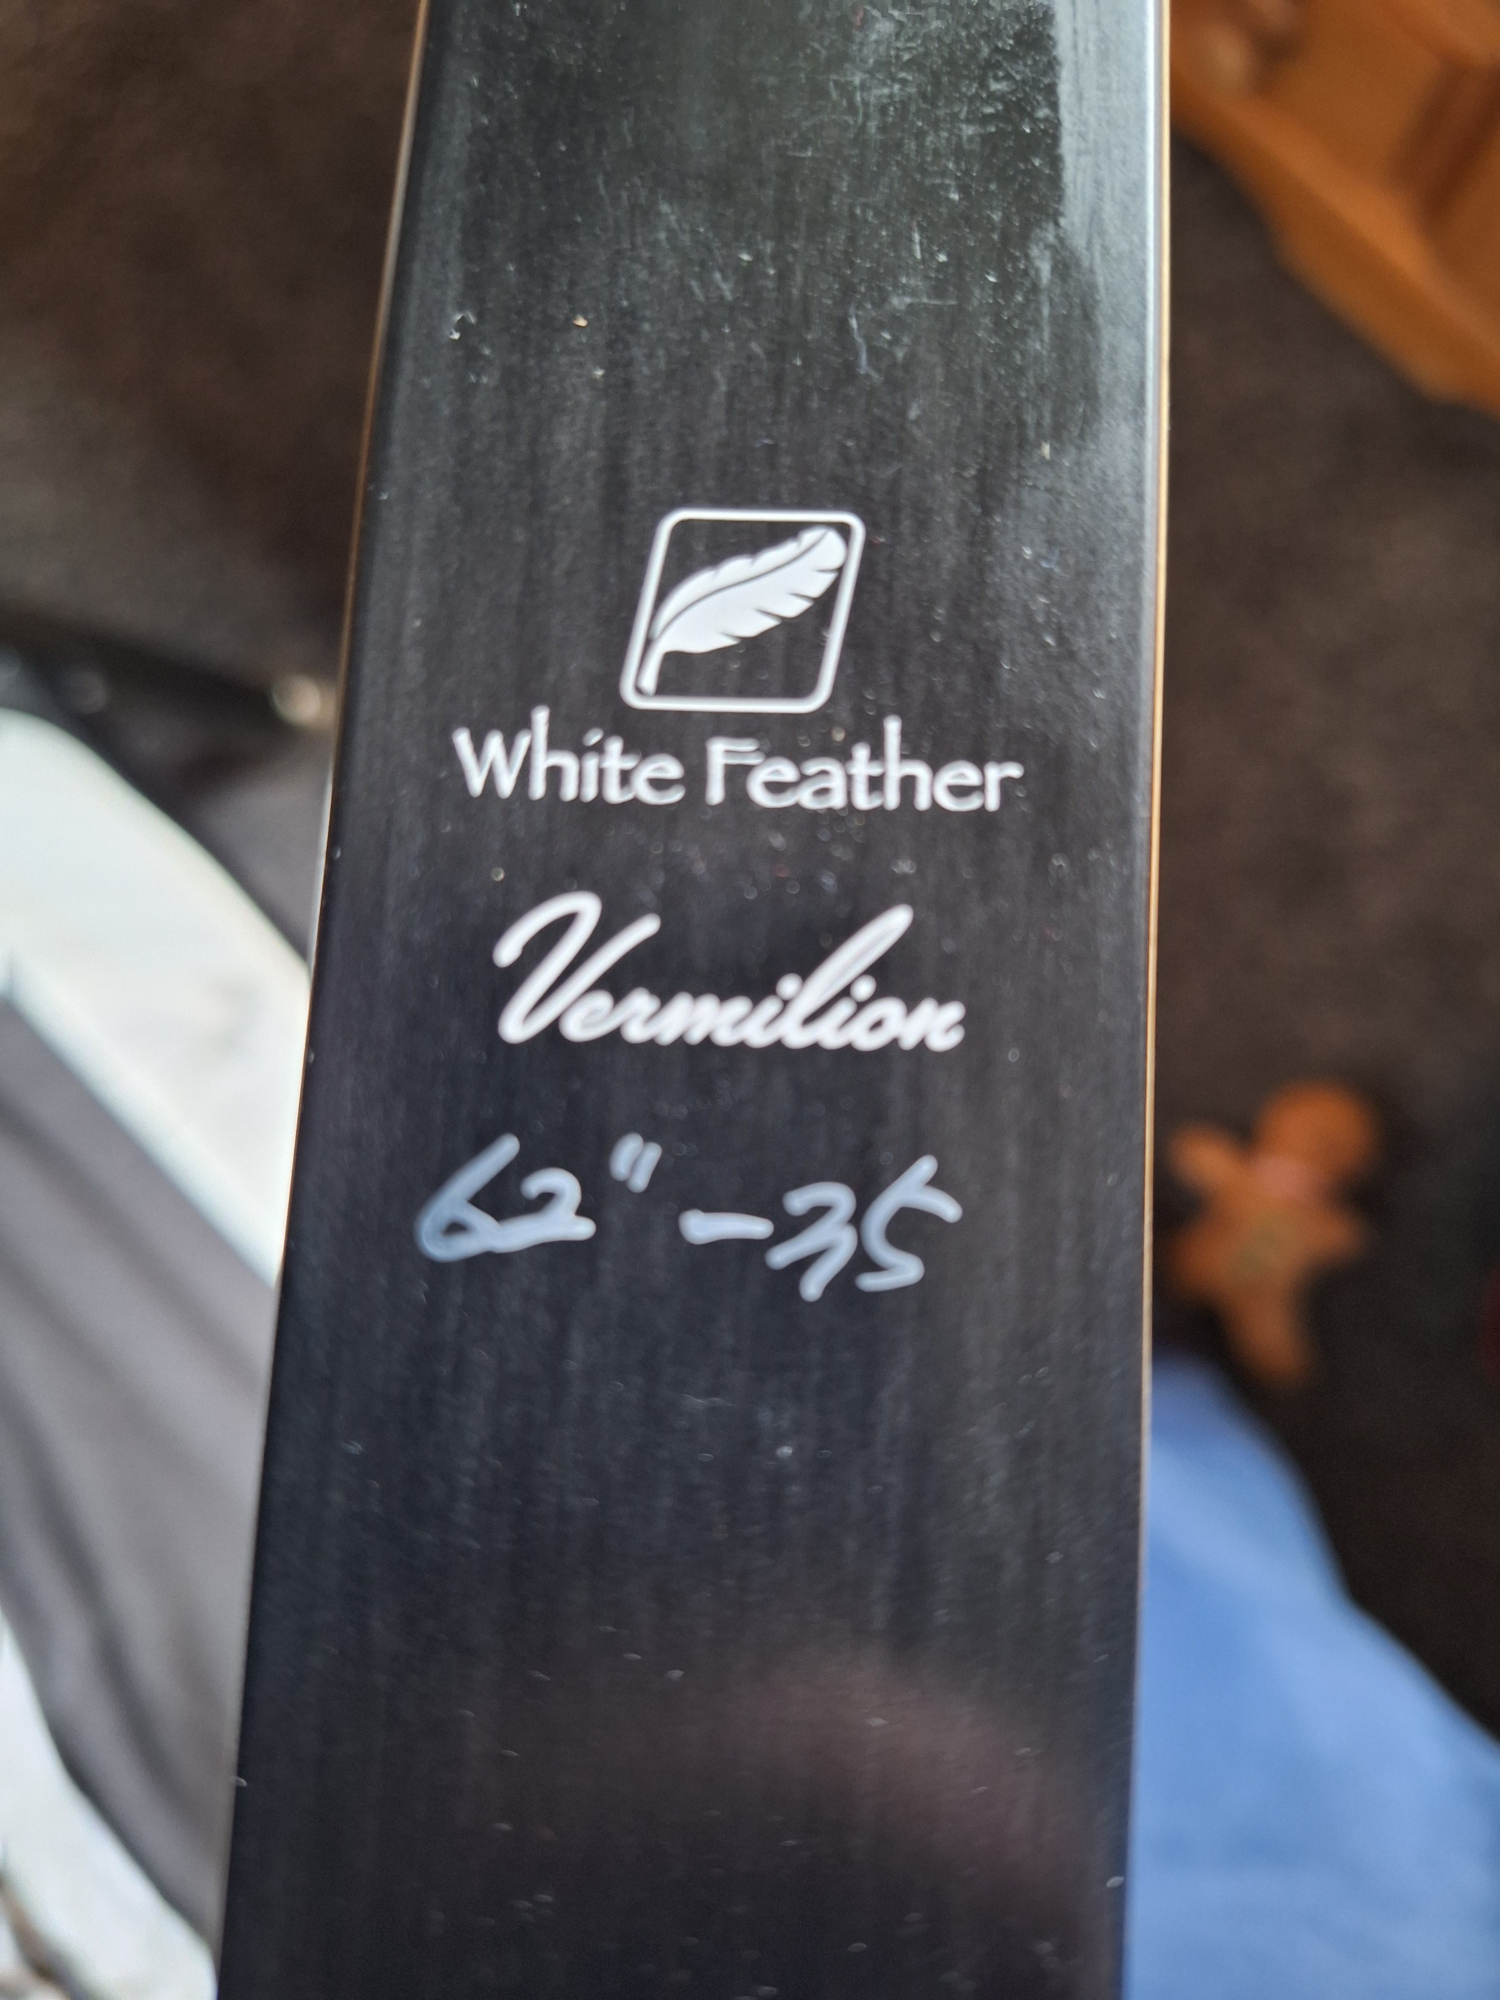 White Feather
Vermilion
62" - 35